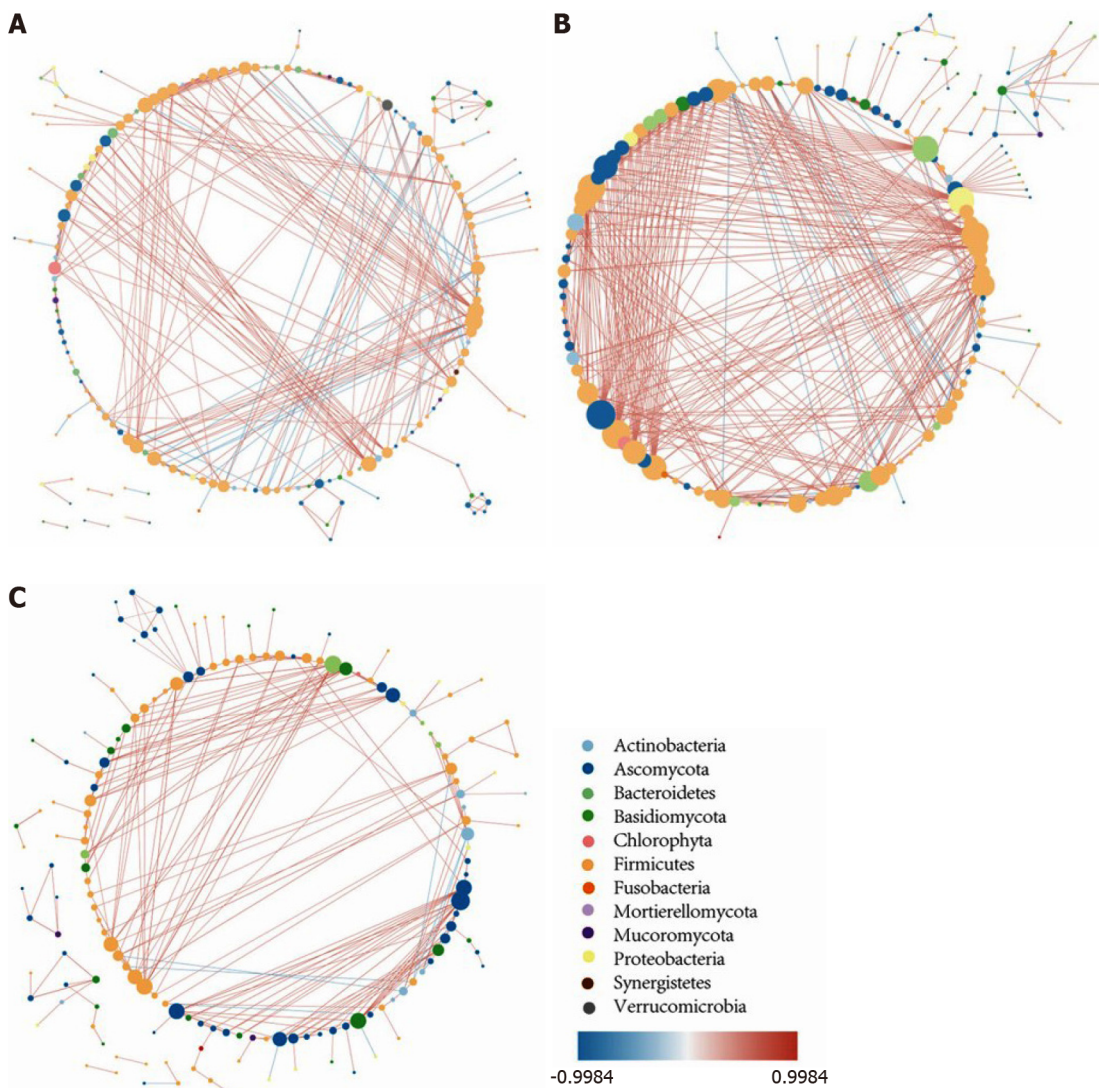 A
B
C
Actinobacteria
Ascomycota
Bacteroidetes
Basidiomycota
Chlorophyta
Firmicutes
Fusobacteria
Mortierellomycota
Mucoromycota
Proteobacteria
Synergistetes
Verrucomicrobia
-0.9984 0.9984